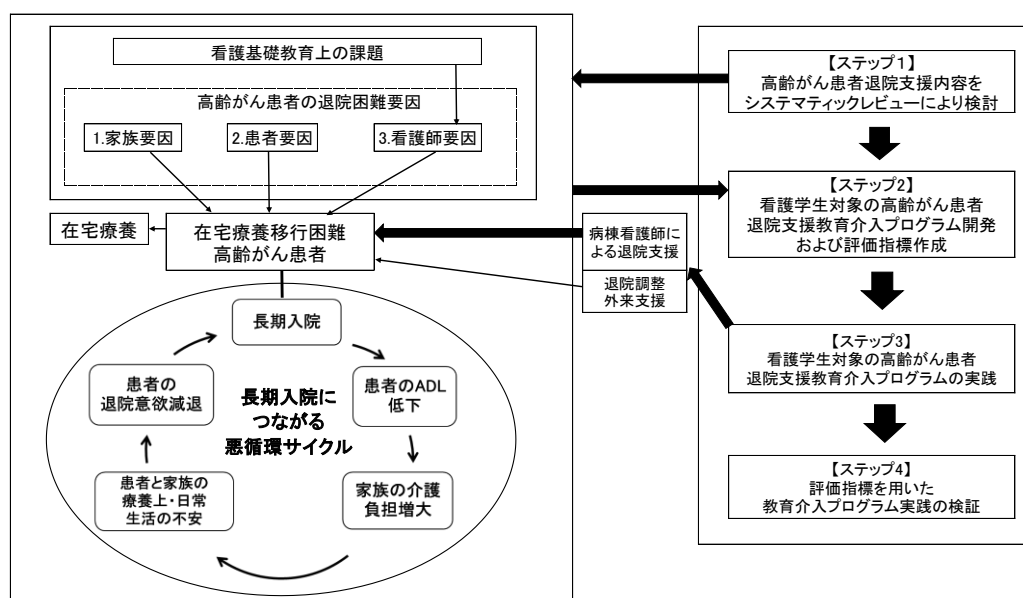 看護基礎教育上の課題
高齢がん患者の退院困難要因
1.家族要因
2.患者要因
3.看護師要因
在宅療養
在宅療養移行困難
高齢がん患者
病棟看護師
による退院支援
退院調整
外来支援
長期入院
患者のADL
低下
家族の介護
負担増大
患者と家族の
療養上・日常
生活の不安
患者の
退院意欲減退
長期入院に
つながる
悪循環サイクル
【ステップ1】
高齢がん患者退院支援内容を
システマティックレビューにより検討
【ステップ2】
看護学生対象の高齢がん患者
退院支援教育介入プログラム開発
および評価指標作成
【ステップ3】
看護学生対象の高齢がん患者
退院支援教育介入プログラムの実践
【ステップ4】
評価指標を用いた
教育介入プログラム実践の検証